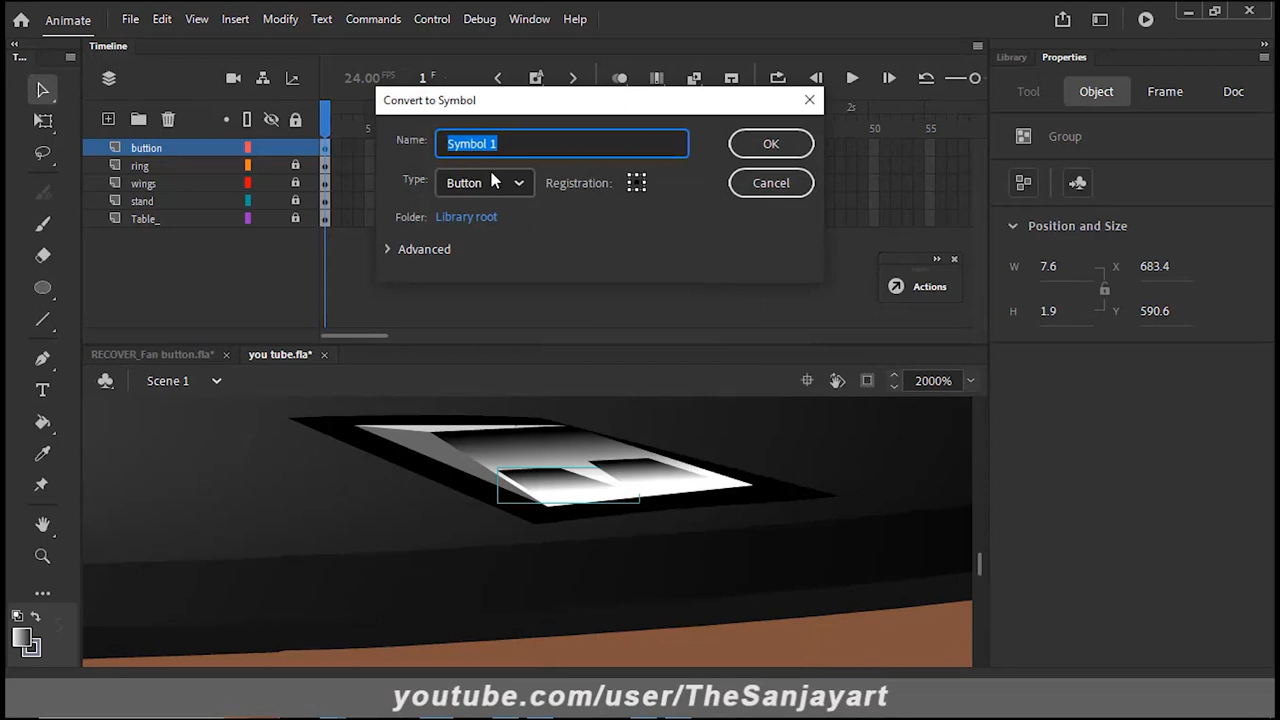 Animate
File Edit View Insert Modify Text Commands Control Debug Window Help
T...
Timeline
Library Properties
24.00 FPS 1 F
Tool Object Frame Doc
5 2s 50 55
buttion
ring
wings
stand
Table_
Convert to Symbol
Name: Symbol 1 OK
Type: Button Registration: Cancel
Folder: Library root
Advanced
Actions
Group
Position and Size
W 7.6 X 683.4
H 1.9 Y 590.6
RECOVER_Fan button.fla* you tube.fla*
Scene 1 2000%
youtube.com/user/TheSanjayart